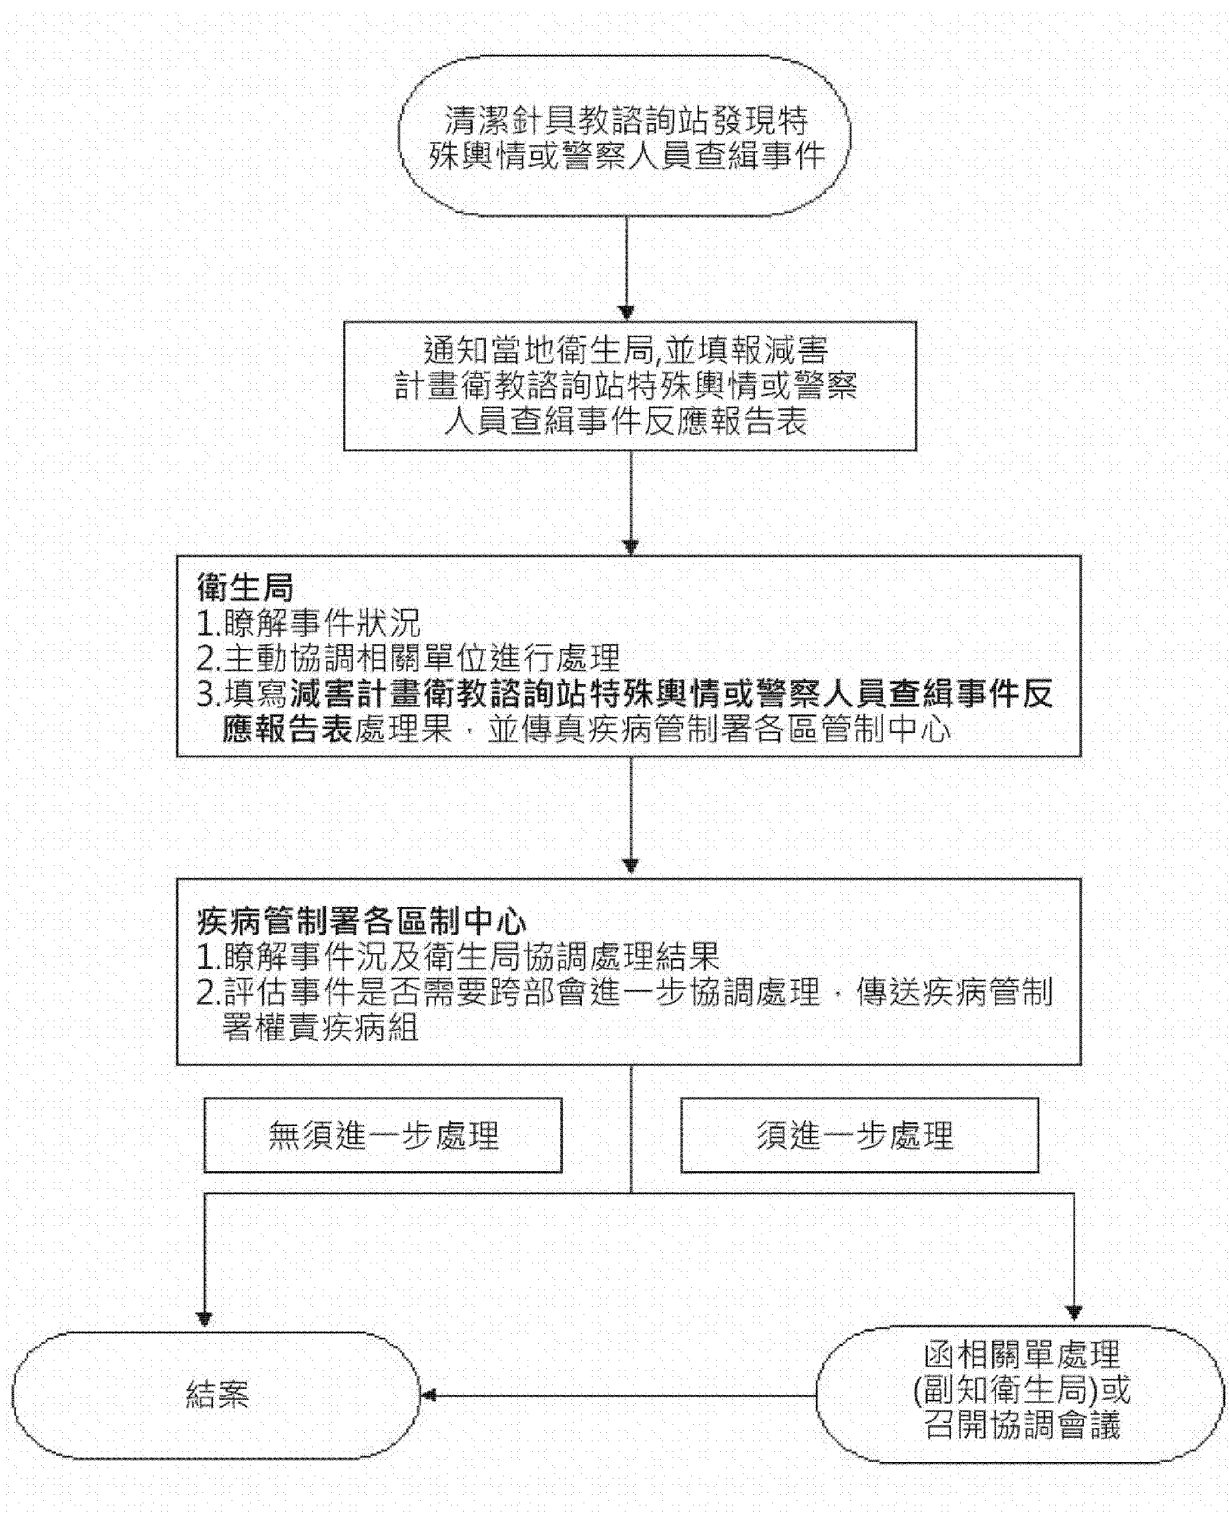 清潔針具教諮詢站發現特
殊輿情或警察人員查緝事件
通知當地衛生局,並填報減害
計畫衛教諮詢站特殊輿情或警察
人員查緝事件反應報告表
衛生局
1.瞭解事件狀況
2.主動協調相關單位進行處理
3.填寫減害計畫衛教諮詢站特殊輿情或警察人員查緝事件反
應報告表處理果，並傳真疾病管制署各區管制中心
疾病管制署各區制中心
1.瞭解事件況及衛生局協調處理結果
2.評估事件是否需要跨部會進一步協調處理，傳送疾病管制
署權責疾病組
無須進一步處理
須進一步處理
結案
函相關單處理
(副知衛生局)或
召開協調會議